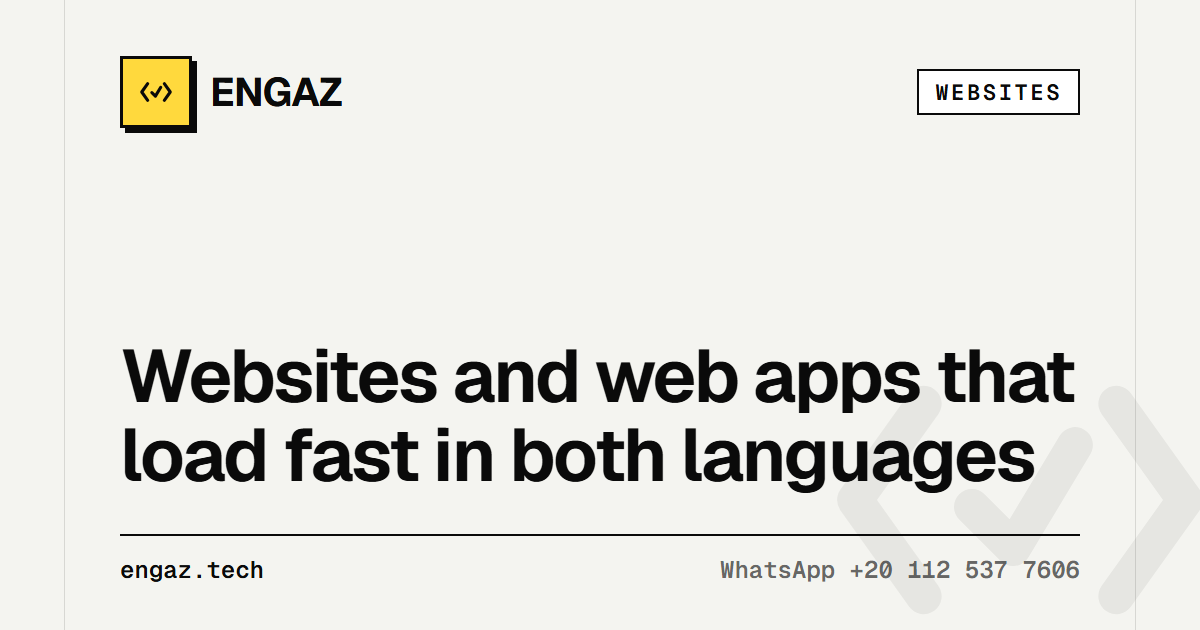 ENGAZ
WEBSITES
Websites and web apps that
load fast in both languages
engaz.tech
WhatsApp +20 112 537 7606